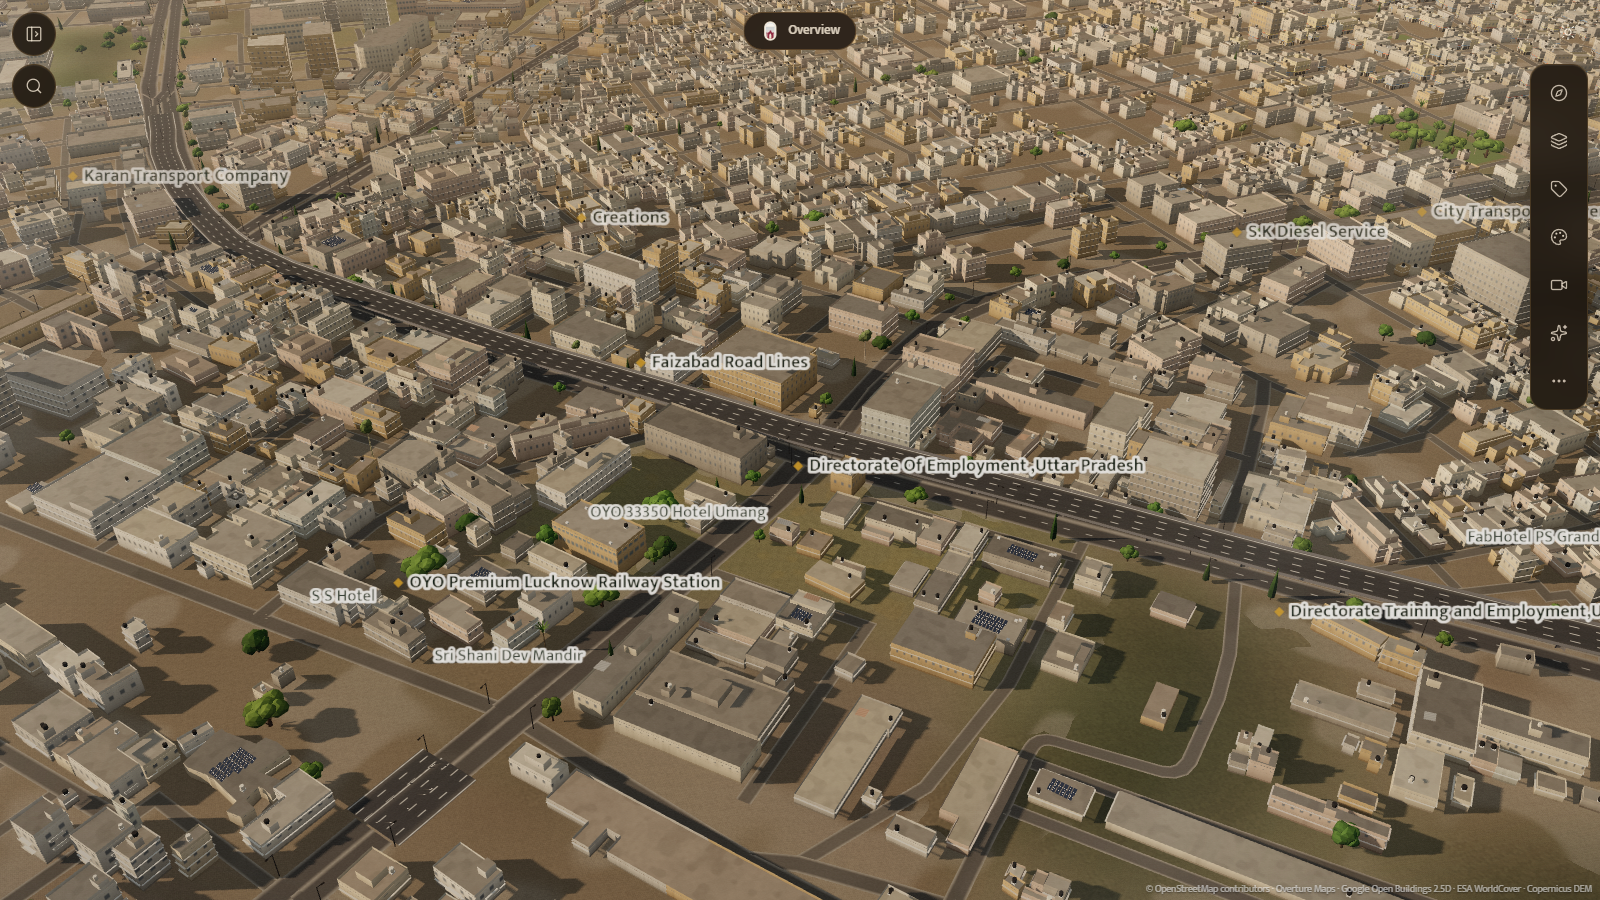 Overview
Karan Transport Company
Creations
City Transpo
S.K Diesel Service
Faizabad Road Lines
Directorate Of Employment ,Uttar Pradesh
OYO 33350 Hotel Umang
FabHotel PS Grand
OYO Premium Lucknow Railway Station
S S Hotel
Directorate Training and Employment,U
Sri Shani Dev Mandir
© OpenStreetMap contributors · Overture Maps · Google Open Buildings 2.5D · ESA WorldCover · Copernicus DEM